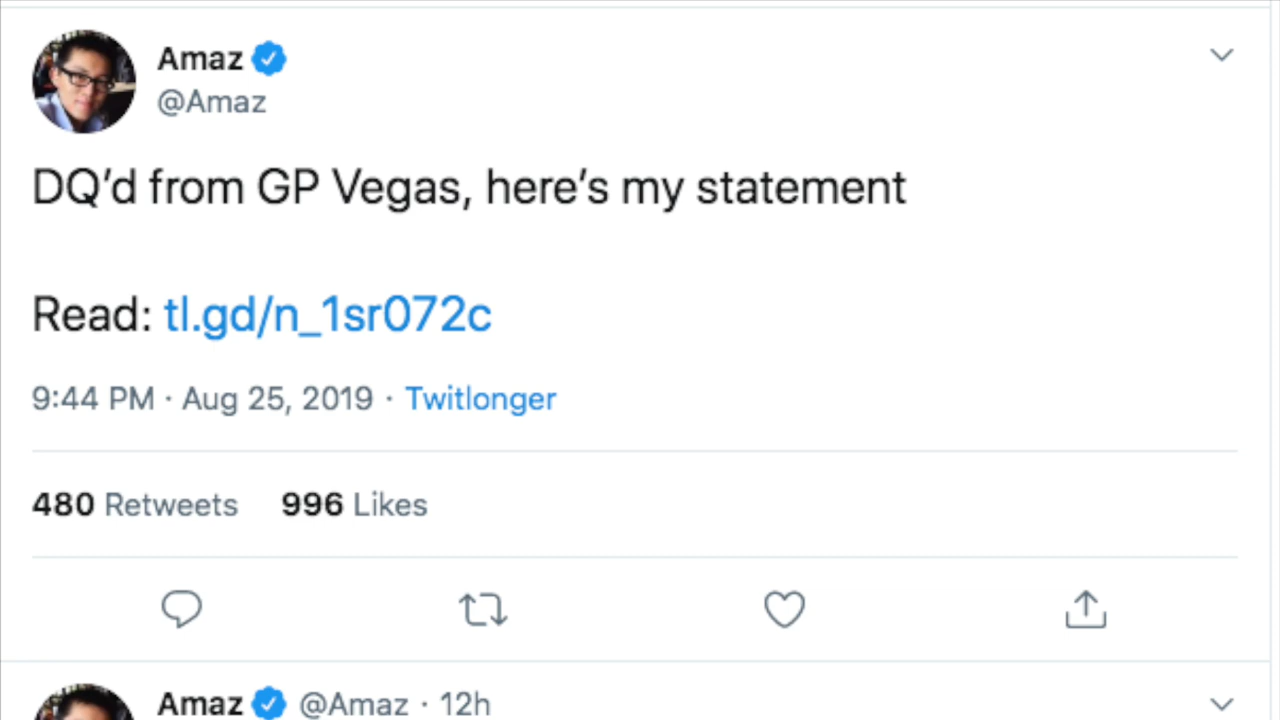 Amaz
@Amaz
DQ’d from GP Vegas, here’s my statement
Read: tl.gd/n_1sr072c
9:44 PM · Aug 25, 2019 · Twitlonger
480 Retweets 996 Likes
Amaz @Amaz · 12h